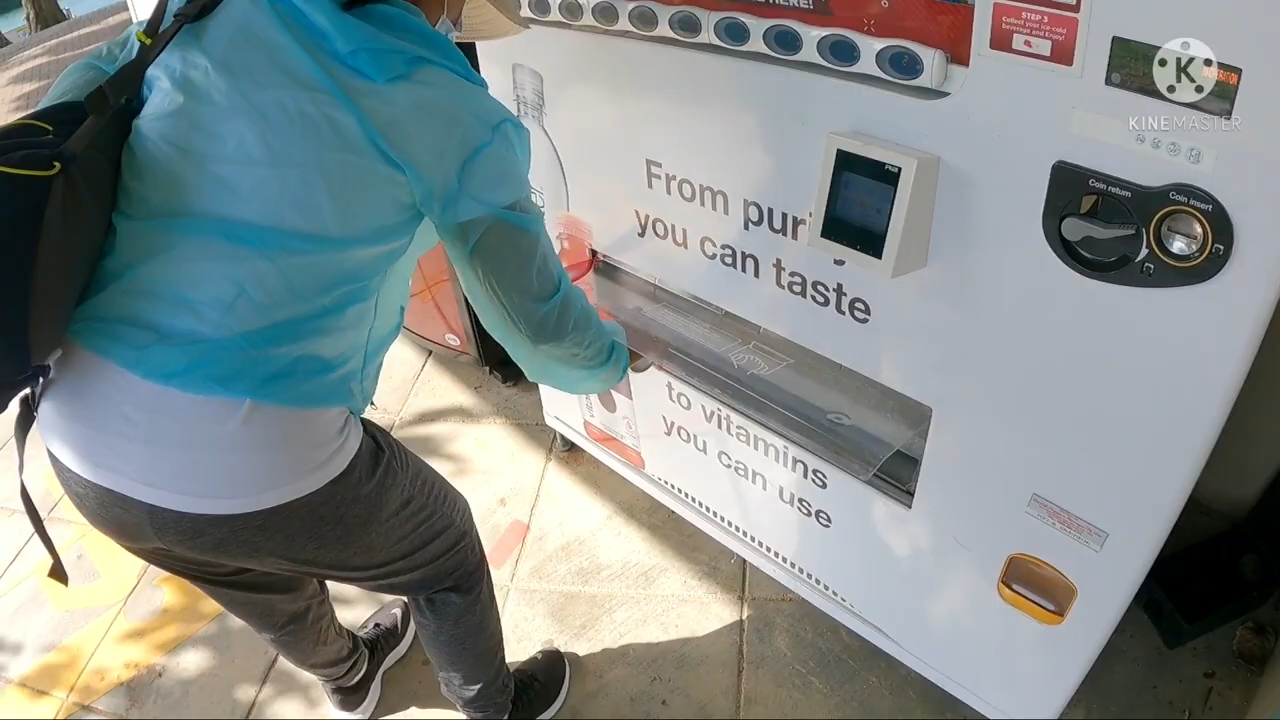 HERE!
STEP 3
Collect your ice-cold
beverage and Enjoy!
K
KINEMASTER
Coin return
Coin insert
From pur
you can taste
to vitamins
you can use